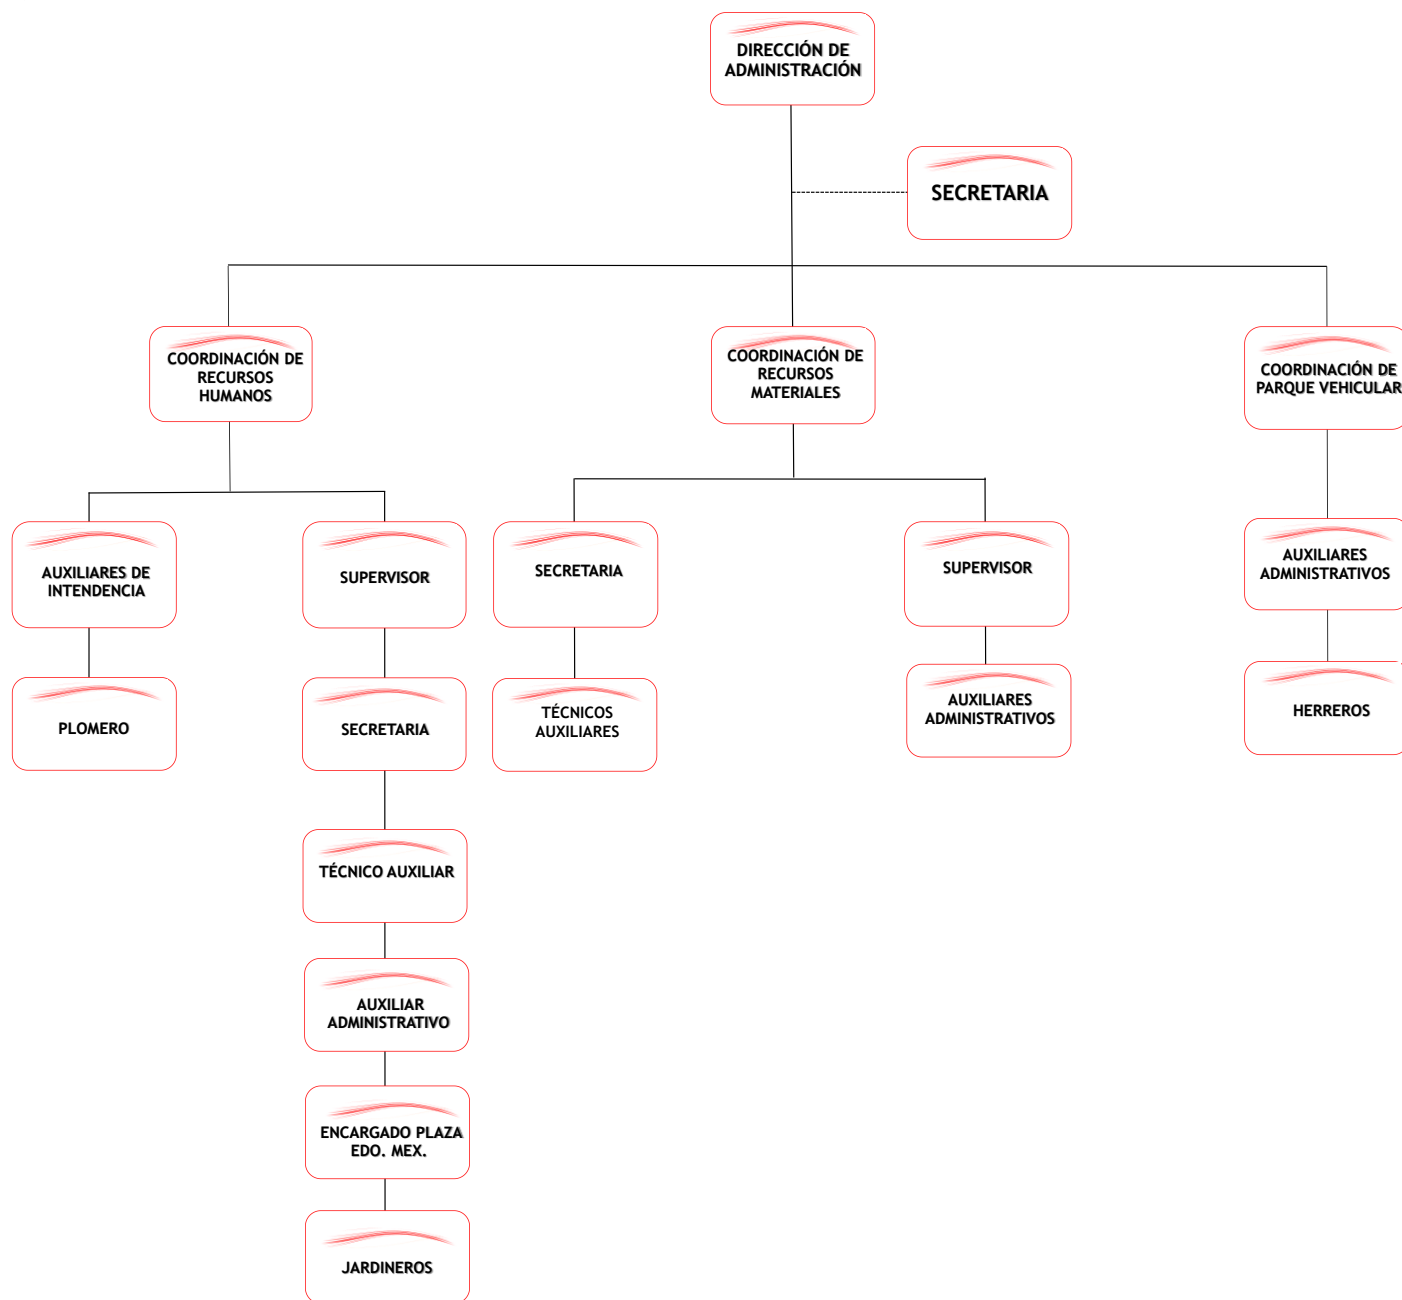 DIRECCIÓN DE
ADMINISTRACIÓN
SECRETARIA
COORDINACIÓN DE
RECURSOS
HUMANOS
COORDINACIÓN DE
RECURSOS
MATERIALES
COORDINACIÓN DE
PARQUE VEHICULAR
AUXILIARES DE
INTENDENCIA
SUPERVISOR
SECRETARIA
SUPERVISOR
AUXILIARES
ADMINISTRATIVOS
PLOMERO
SECRETARIA
TÉCNICOS
AUXILIARES
AUXILIARES
ADMINISTRATIVOS
HERREROS
TÉCNICO AUXILIAR
AUXILIAR
ADMINISTRATIVO
ENCARGADO PLAZA
EDO. MEX.
JARDINEROS